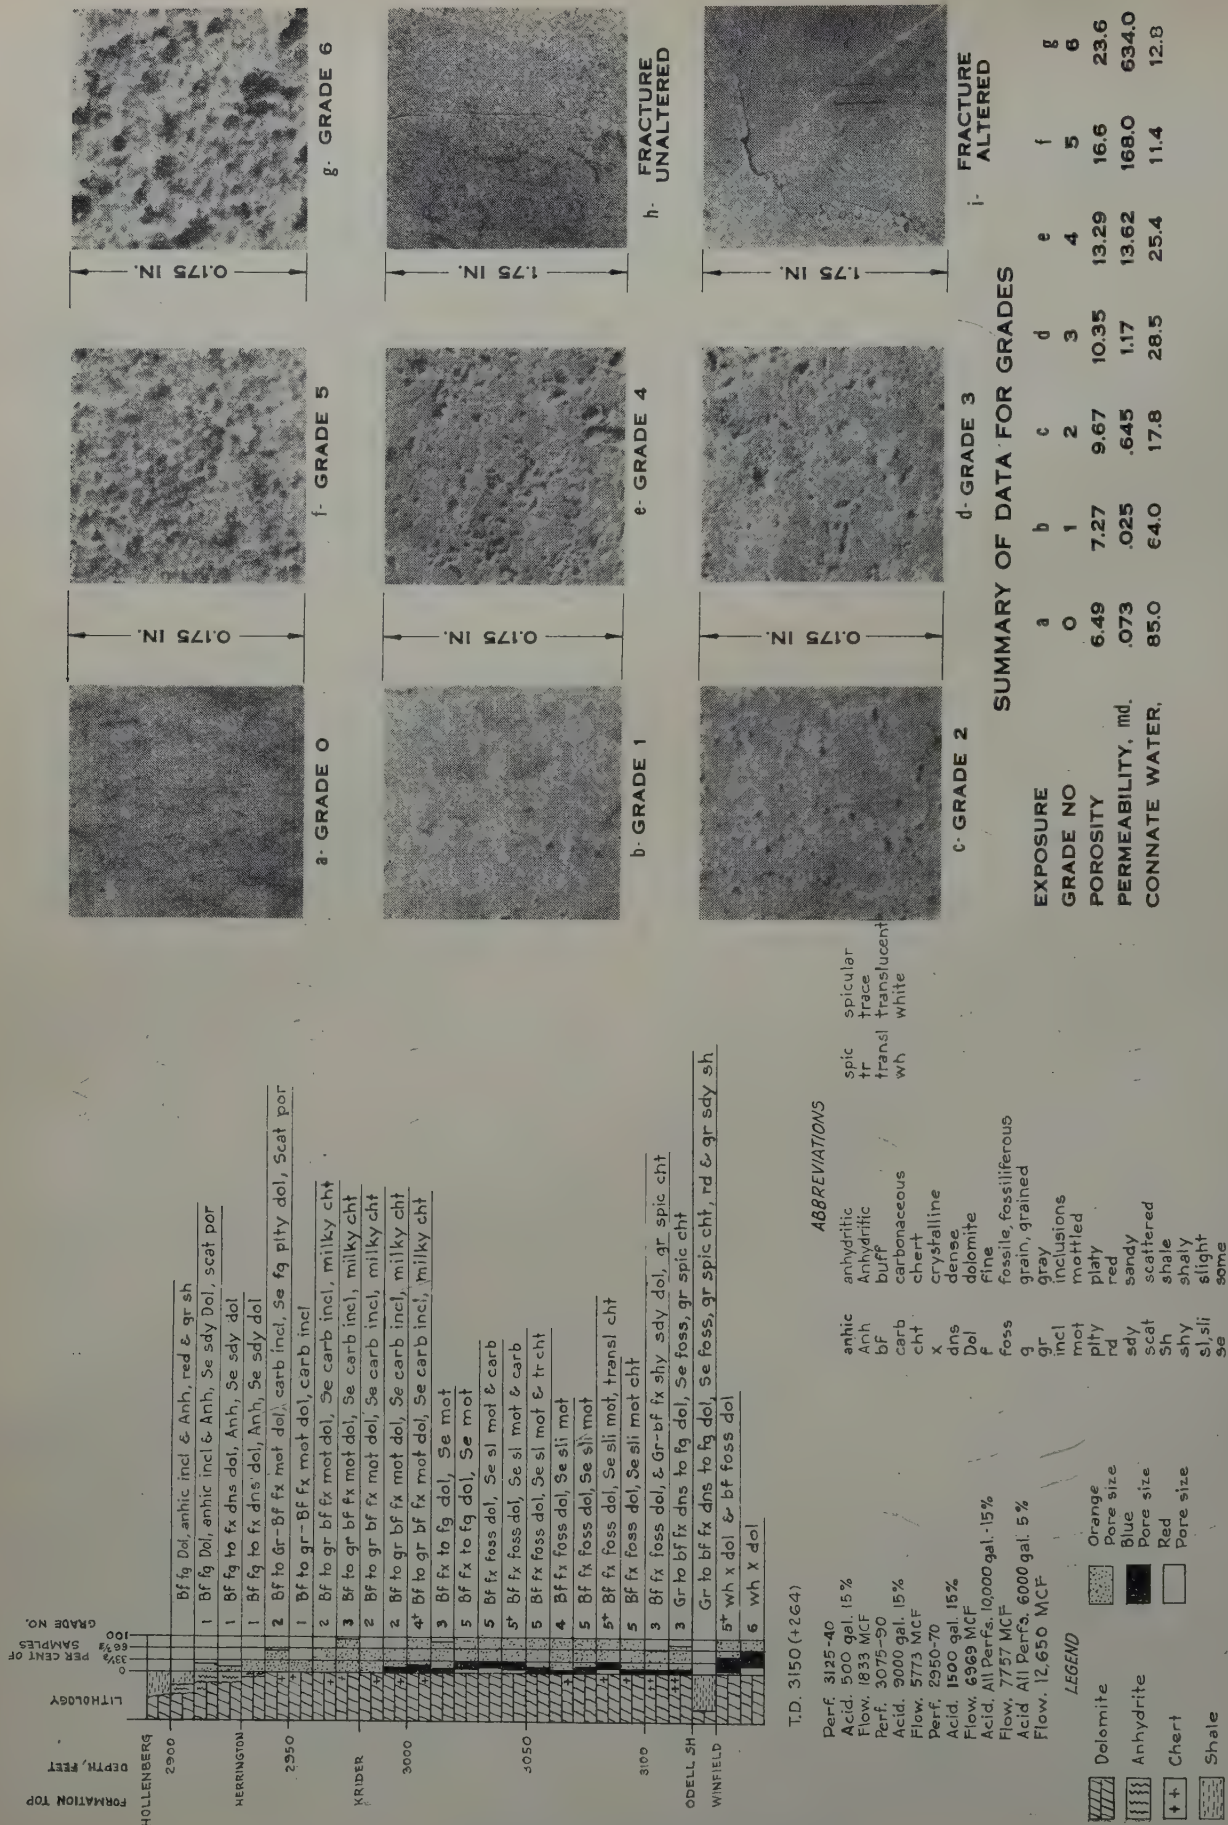 FORMATION TOP
DEPTH, FEET
LITHOLOGY
PER CENT OF
SAMPLES
0 33⅓ 66⅔ 100
GRADE NO.
HOLLENBERG
2900
HERRINGTON
2950
KRIDER
3000
3050
3100
ODELL SH
WINFIELD
Bf fg Dol, anhic incl & Anh, red & gr sh
1 Bf fg Dol, anhic incl & Anh, Se sdy Dol, scat por
1 Bf fg to fx dns dol, Anh, Se sdy dol
1 Bf fg to fx dns dol, Anh, Se sdy dol
2 Bf to Gr-Bf fx mot dol, carb incl, Se fg plty dol, Scat por
1 Bf to gr-Bf fx mot dol, carb incl
2 Bf to gr bf fx mot dol, Se carb incl, milky cht
3 Bf to gr bf fx mot dol, Se carb incl, milky cht
2 Bf to gr bf fx mot dol, Se carb incl, milky cht
2 Bf to gr bf fx mot dol, Se carb incl, milky cht
4+ Bf to gr bf fx mot dol, Se carb incl, milky cht
3 Bf fx to fg dol, Se mot
5 Bf fx to fg dol, Se mot
5 Bf fx foss dol, Se sl mot & carb
5+ Bf fx foss dol, Se sl mot & carb
5 Bf fx foss dol, Se sl mot & tr cht
4 Bf fx foss dol, Se sli mot
5 Bf fx foss dol, Se sli mot
5+ Bf fx foss dol, Se sli mot, transl cht
5 Bf fx foss dol, Se sli mot cht
3 Bf fx foss dol, & Gr-bf fx shy sdy dol, gr spic cht
3 Gr to bf fx dns to fg dol, Se foss, gr spic cht
Gr to bf fx dns to fg dol, Se foss, gr spic cht, rd & gr sdy sh
5+ Wh x dol & bf foss dol
6 Wh x dol
T.D. 3150 (+264)
Perf. 3125-40
Acid. 500 gal. 15%
Flow. 1833 MCF
Perf. 3075-90
Acid. 9000 gal. 15%
Flow. 5773 MCF
Perf. 2950-70
Acid. 1500 gal. 15%
Flow. 6969 MCF
Acid. All Perfs. 10,000 gal.-15%
Flow. 7757 MCF
Acid All Perfs. 6000 gal. 5%
Flow. 12,650 MCF
LEGEND
Dolomite
Anhydrite
Chert
Shale
Orange
Pore size
Blue
Pore size
Red
Pore size
ABBREVIATIONS
anhic anhydritic
Anh Anhydritic
bf buff
carb carbonaceous
cht chert
x crystalline
dns dense
Dol dolomite
f fine
foss fossile, fossiliferous
g grain, grained
gr gray
incl inclusions
mot mottled
plty platy
rd red
sdy sandy
scat scattered
Sh shale
shy shaly
sl, sli slight
se some
spic spicular
tr trace
transl translucent
wh white
0.175 IN.
0.175 IN.
0.175 IN.
0.175 IN.
1.75 IN.
1.75 IN.
a- GRADE 0
f- GRADE 5
g- GRADE 6
b- GRADE 1
e- GRADE 4
h- FRACTURE
UNALTERED
c- GRADE 2
d- GRADE 3
i- FRACTURE
ALTERED
SUMMARY OF DATA FOR GRADES
EXPOSURE a b c d e f g
GRADE NO 0 1 2 3 4 5 6
POROSITY 6.49 7.27 9.67 10.35 13.29 16.6 23.6
PERMEABILITY, md. .073 .025 .645 1.17 13.62 168.0 634.0
CONNATE WATER, 85.0 64.0 17.8 28.5 25.4 11.4 12.8